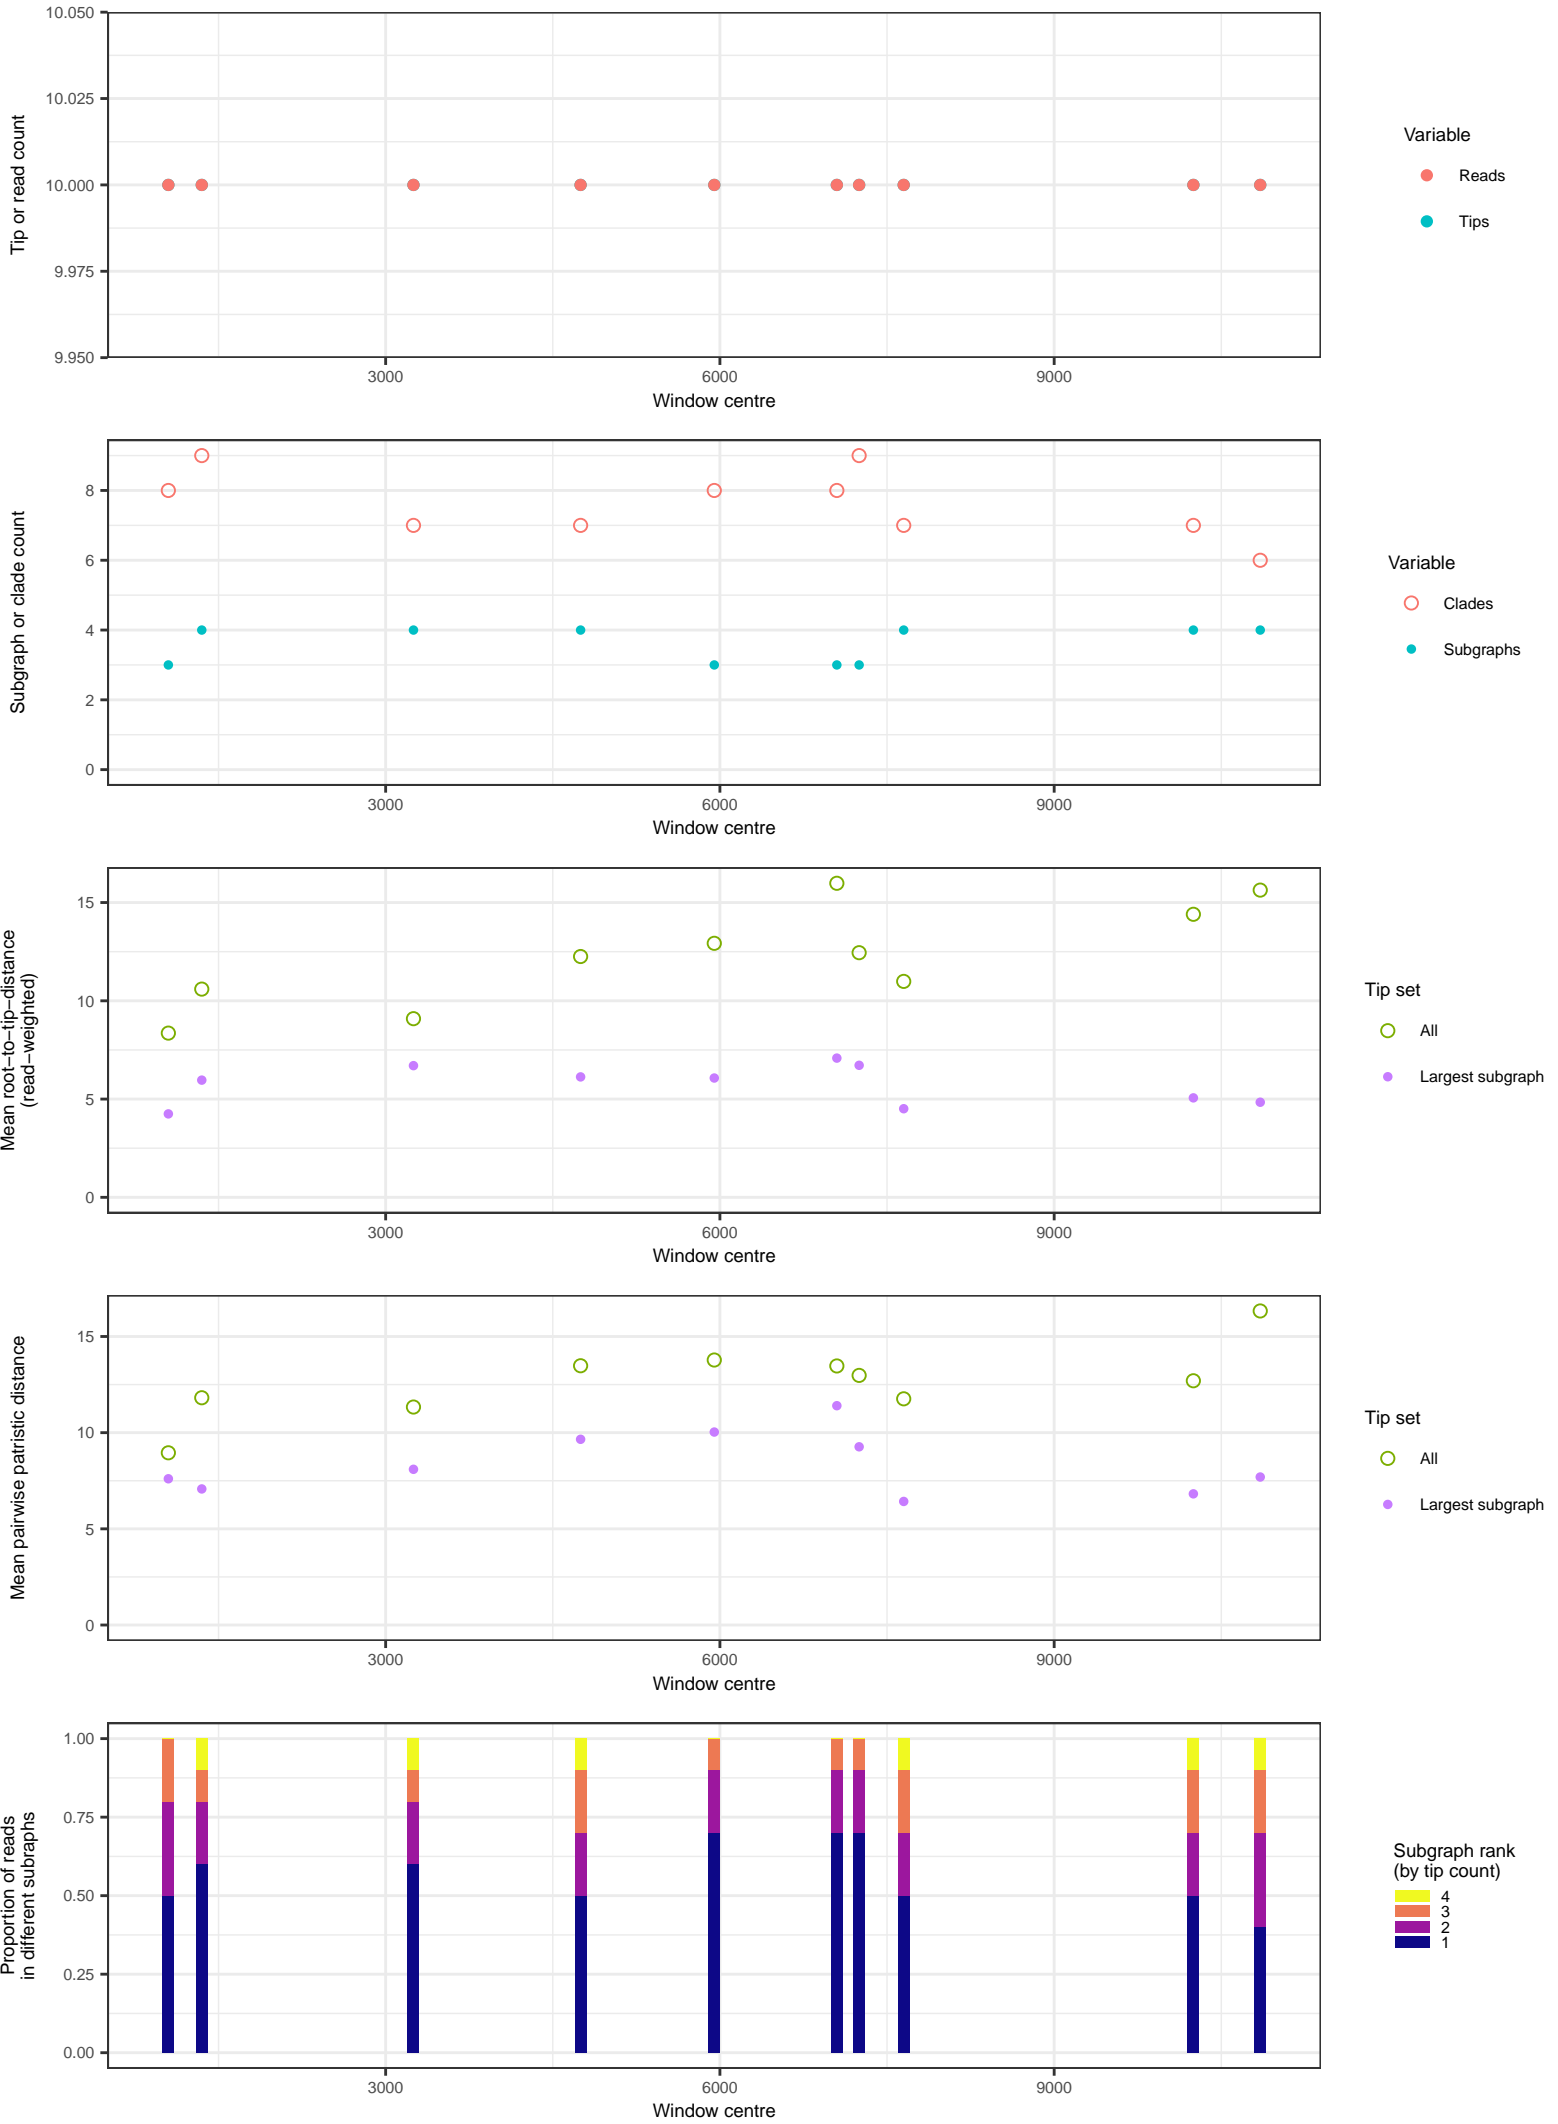 10.050
10.025
10.000
9.975
9.950
Tip or read count
3000 6000 9000
Window centre
Variable
Reads
Tips
8
6
4
2
0
Subgraph or clade count
3000 6000 9000
Window centre
Variable
Clades
Subgraphs
15
10
5
0
Mean root−to−tip−distance
(read−weighted)
3000 6000 9000
Window centre
Tip set
All
Largest subgraph
15
10
5
0
Mean pairwise patristic distance
3000 6000 9000
Window centre
Tip set
All
Largest subgraph
1.00
0.75
0.50
0.25
0.00
Proportion of reads
in different subraphs
3000 6000 9000
Window centre
Subgraph rank
(by tip count)
4
3
2
1